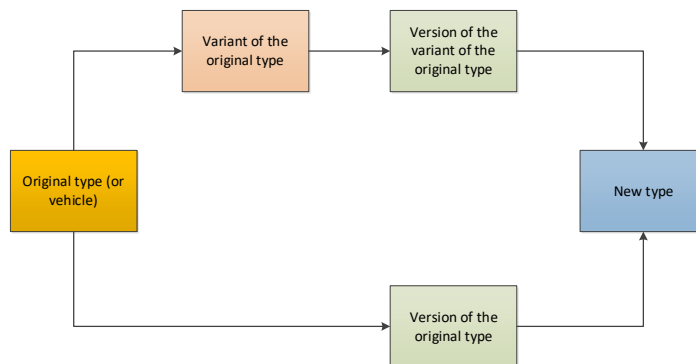 Variant of the
original type
Version of the
variant of the
original type
Original type (or
vehicle)
New type
Version of the
original type